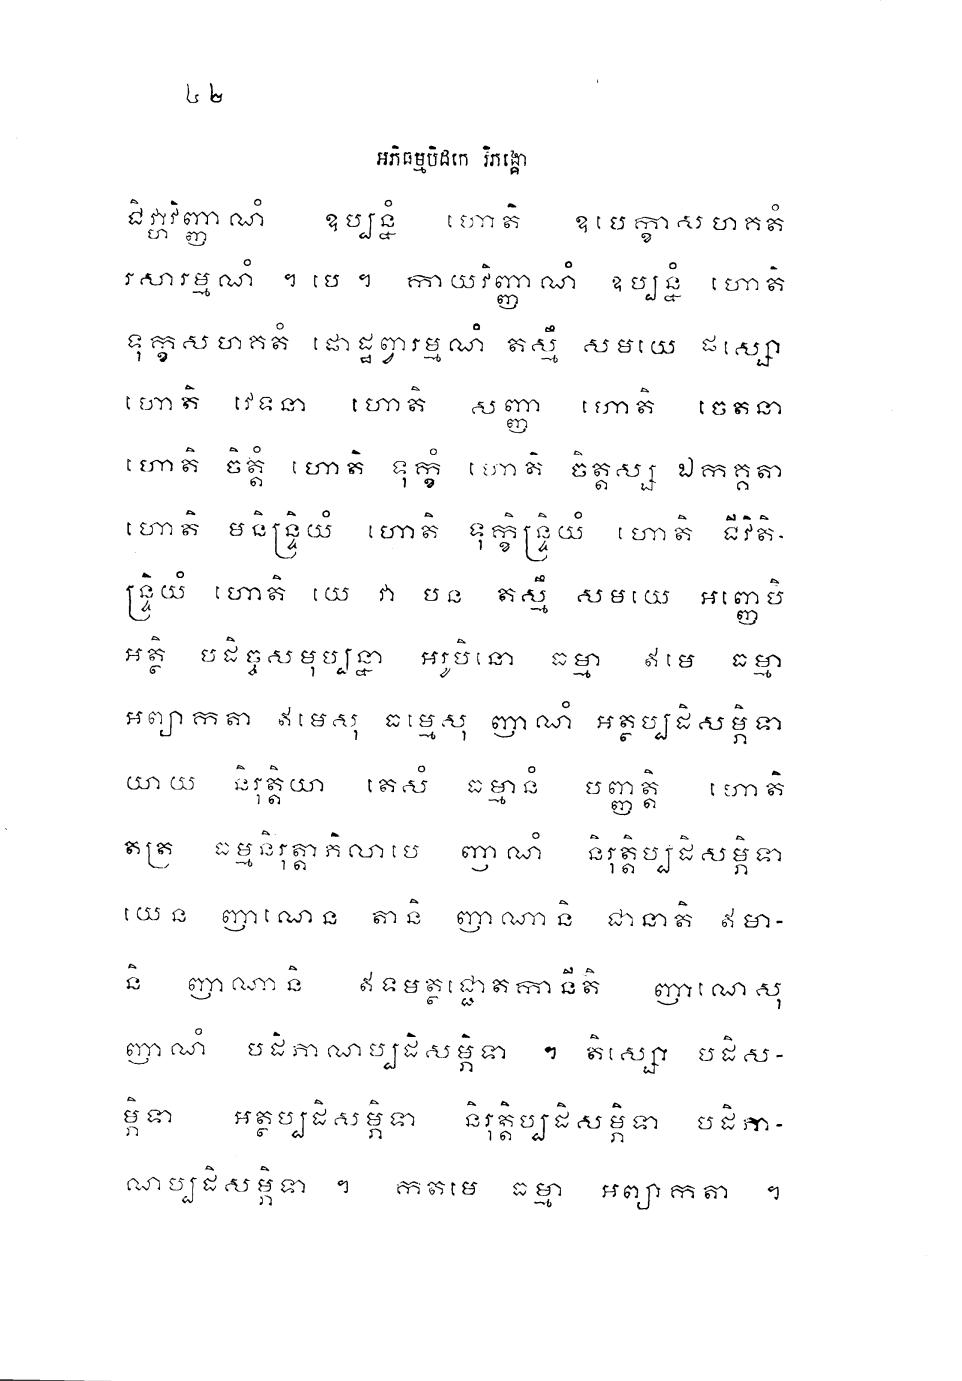 ៤២
អភិធម្មបិដកេ វិភង្គោ
ជិវ្ហាវិញ្ញាណំ ឧប្បន្នំ ហោតិ ឧបេក្ខាសហគតំ
រសារម្មណំ ។ បេ ។ កាយវិញ្ញាណំ ឧប្បន្នំ ហោតិ
ទុក្ខសហគតំ ផោដ្ឋព្វារម្មណំ តស្មឹ សមយេ ផស្សោ
ហោតិ វេទនា ហោតិ សញ្ញា ហោតិ ចេតនា
ហោតិ ចិត្តំ ហោតិ ទុក្ខំ ហោតិ ចិត្តស្ស ឯកគ្គតា
ហោតិ មនិន្ទ្រិយំ ហោតិ ទុក្ខិន្ទ្រិយំ ហោតិ ជីវិតិ-
ន្ទ្រិយំ ហោតិ យេ វា បន តស្មឹ សមយេ អញ្ញេបិ
អត្ថិ បដិច្ចសមុប្បន្នា អរូបិនោ ធម្មា ឥមេ ធម្មា
អព្យាកតា ឥមេសុ ធម្មេសុ ញាណំ អត្ថប្បដិសម្ភិទា
យាយ និរុត្តិយា តេសំ ធម្មានំ បញ្ញត្តិ ហោតិ
តត្រ ធម្មនិរុត្តាភិលាបេ ញាណំ និរុត្តិប្បដិសម្ភិទា
យេន ញាណេន តានិ ញាណានិ ជានាតិ ឥមា-
និ ញាណានិ ឥទមត្ថជ្ជោតកានីតិ ញាណេសុ
ញាណំ បដិភាណប្បដិសម្ភិទា ។ តិស្សោ បដិស-
ម្ភិទា អត្ថប្បដិសម្ភិទា និរុត្តិប្បដិសម្ភិទា បដិភា-
ណប្បដិសម្ភិទា ។ កតមេ ធម្មា អព្យាកតា ។